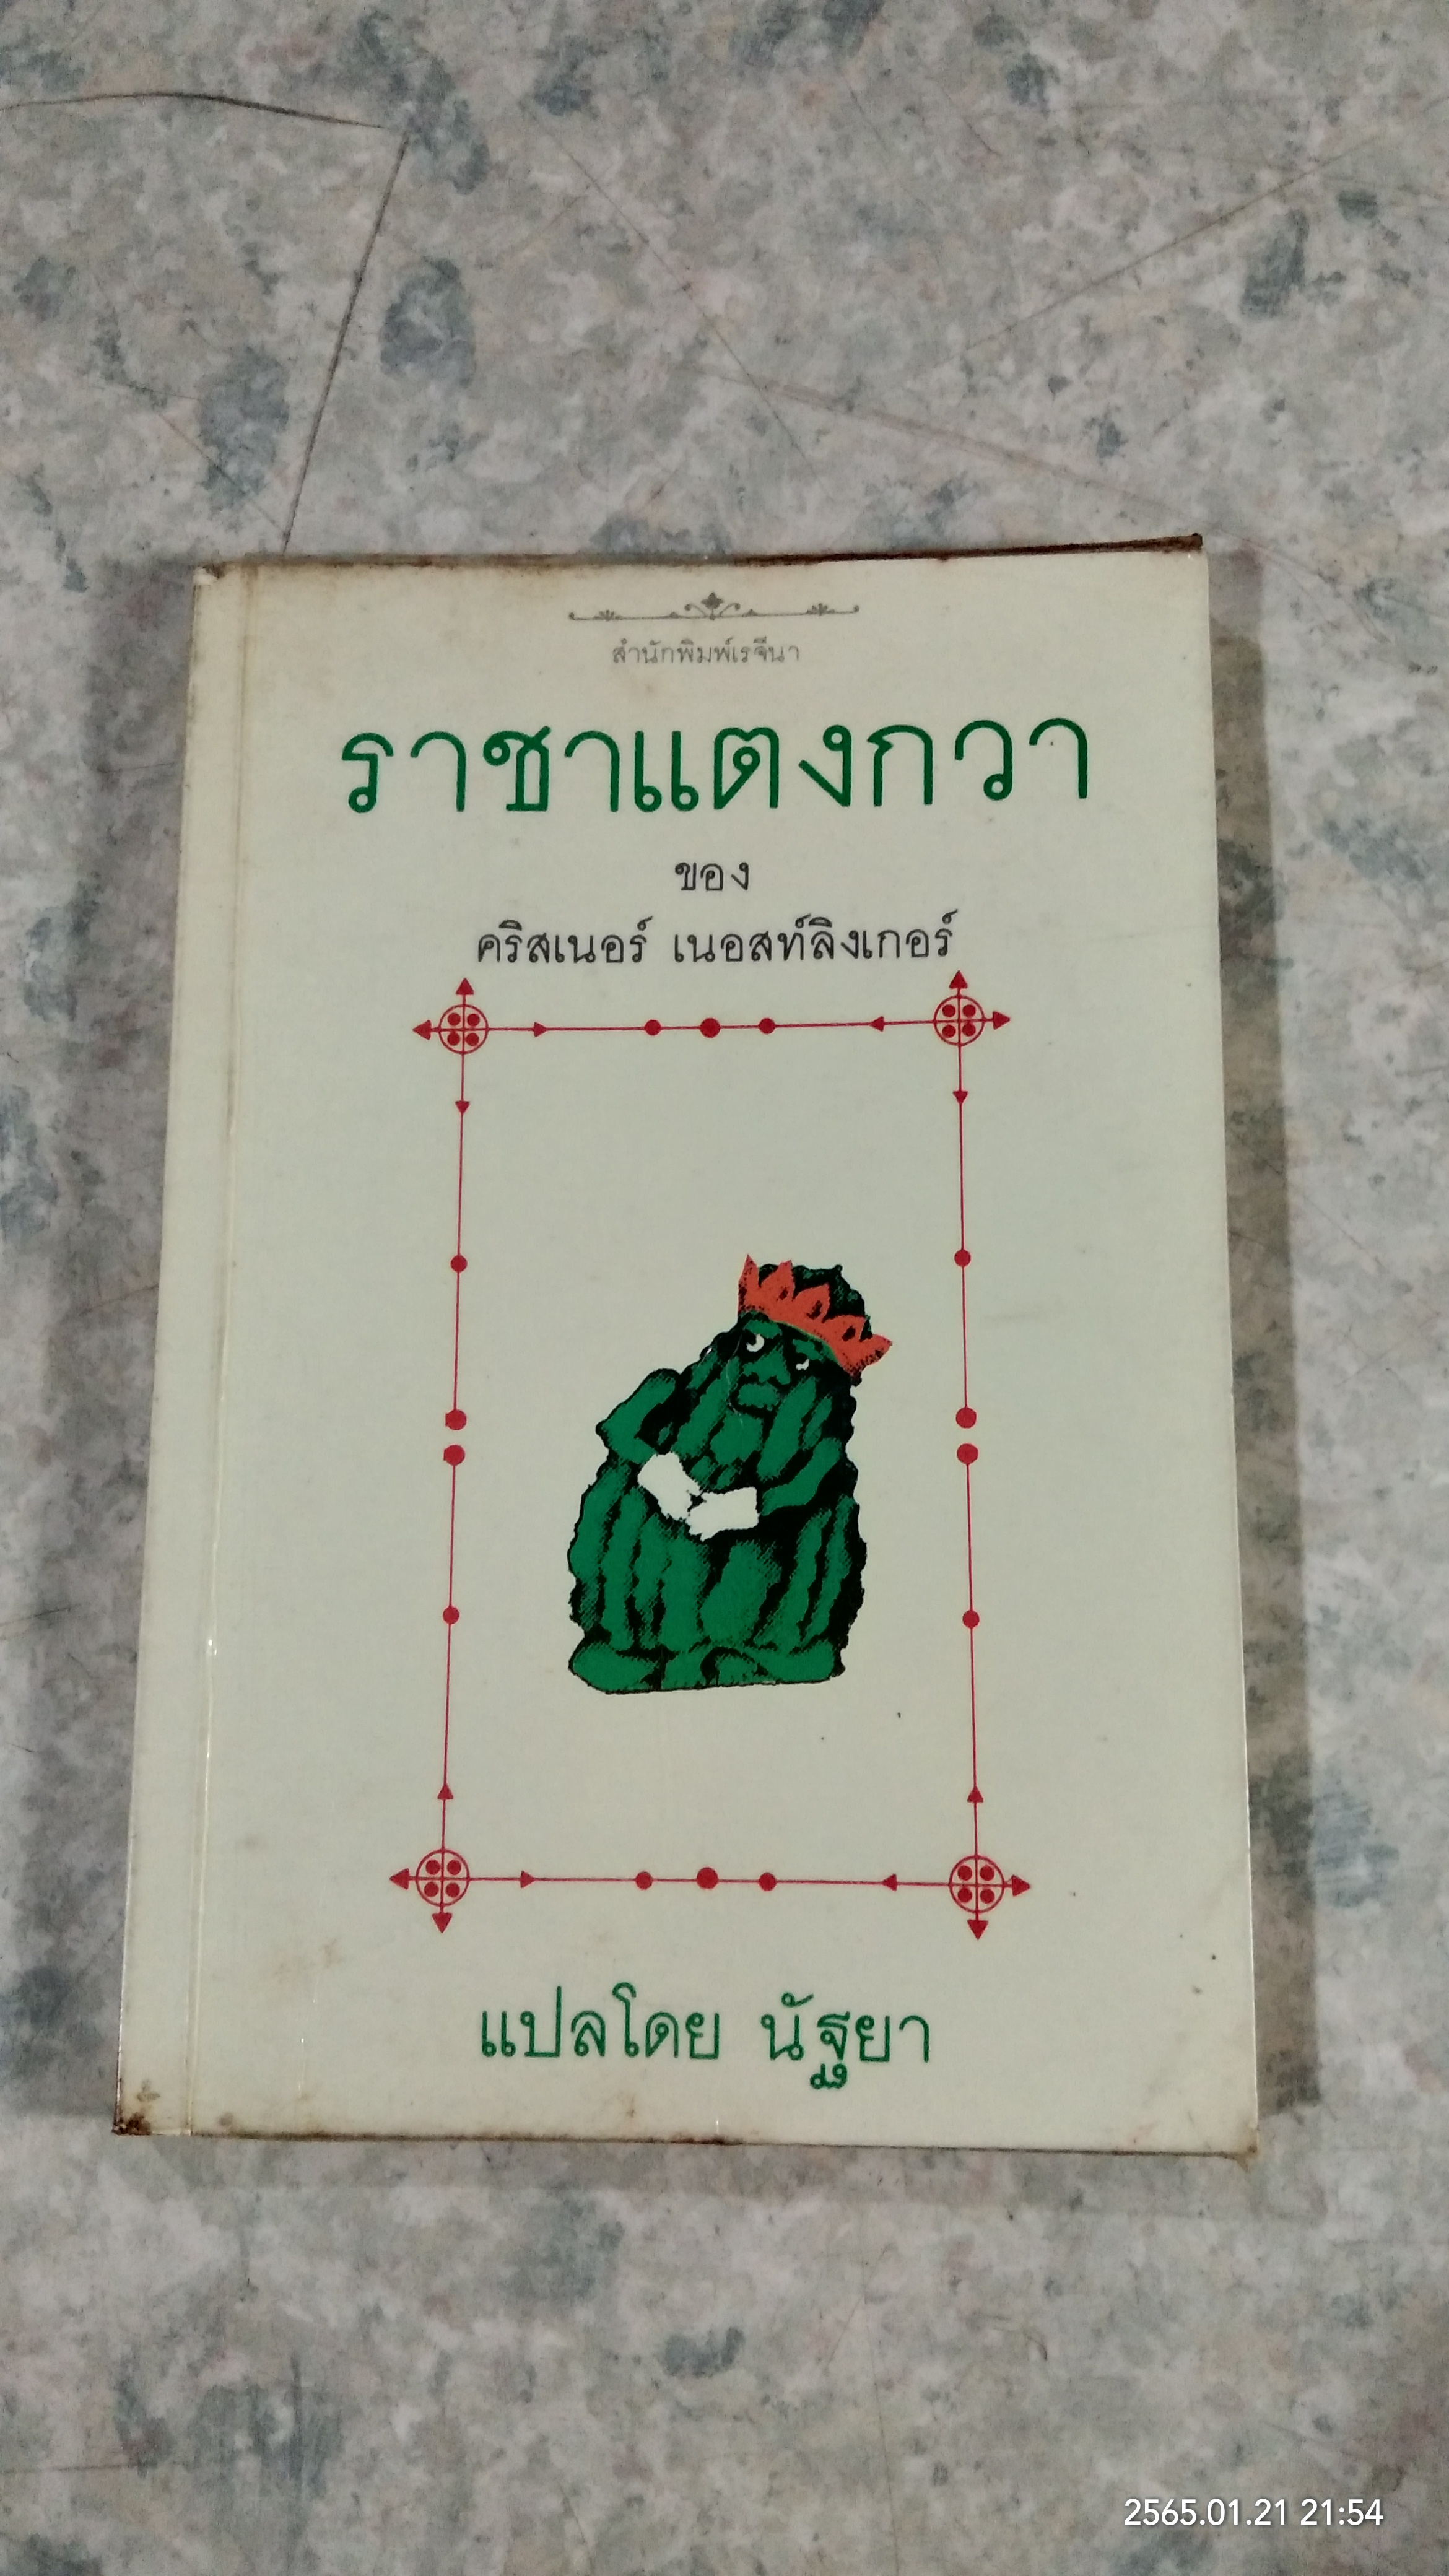 สำนักพิมพ์เรจีนา
ราชาแตงกวา
ของ
คริสเนอร์ เนอสท์ลิงเกอร์
แปลโดย นัฐยา
2565.01.21 21:54